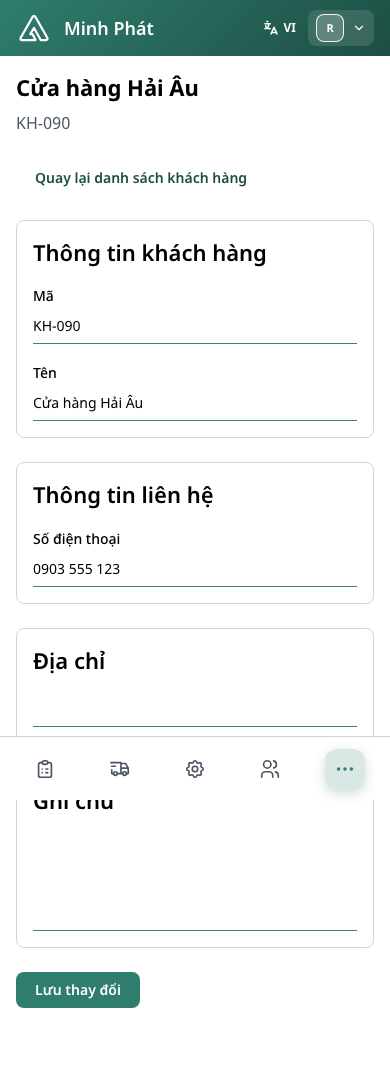 Minh Phát
VI
R
Cửa hàng Hải Âu
KH-090
Quay lại danh sách khách hàng
Thông tin khách hàng
Mã
KH-090
Tên
Cửa hàng Hải Âu
Thông tin liên hệ
Số điện thoại
0903 555 123
Địa chỉ
Ghi chú
Lưu thay đổi